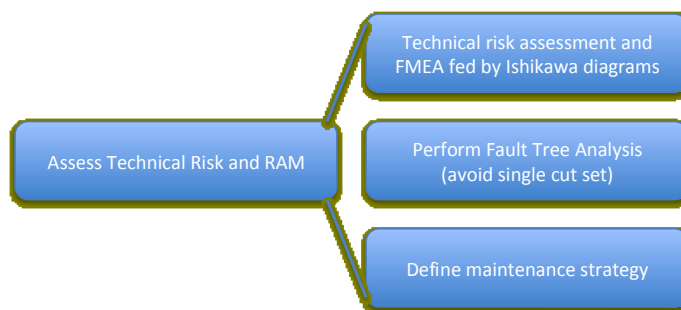 Assess Technical Risk and RAM
Technical risk assessment and
FMEA fed by Ishikawa diagrams
Perform Fault Tree Analysis
(avoid single cut set)
Define maintenance strategy